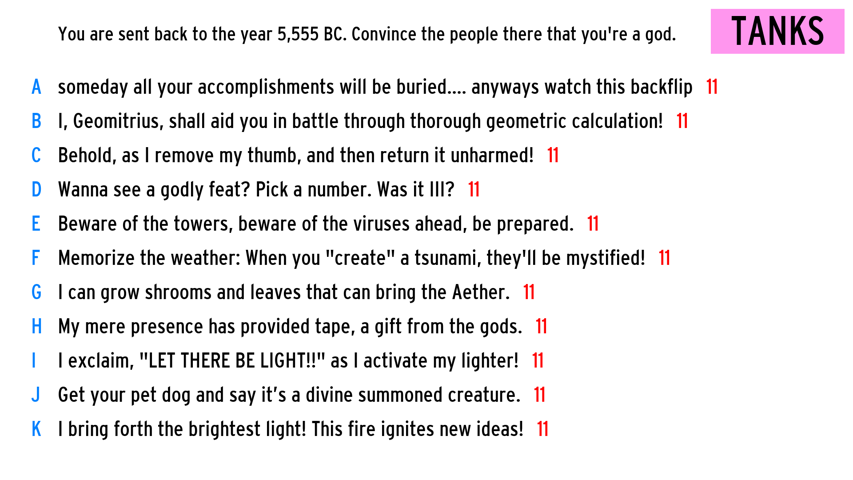 You are sent back to the year 5,555 BC. Convince the people there that you're a god.
TANKS
A someday all your accomplishments will be buried.... anyways watch this backflip 11
B I, Geomitrius, shall aid you in battle through thorough geometric calculation! 11
C Behold, as I remove my thumb, and then return it unharmed! 11
D Wanna see a godly feat? Pick a number. Was it III? 11
E Beware of the towers, beware of the viruses ahead, be prepared. 11
F Memorize the weather: When you "create" a tsunami, they'll be mystified! 11
G I can grow shrooms and leaves that can bring the Aether. 11
H My mere presence has provided tape, a gift from the gods. 11
I I exclaim, "LET THERE BE LIGHT!!" as I activate my lighter! 11
J Get your pet dog and say it’s a divine summoned creature. 11
K I bring forth the brightest light! This fire ignites new ideas! 11